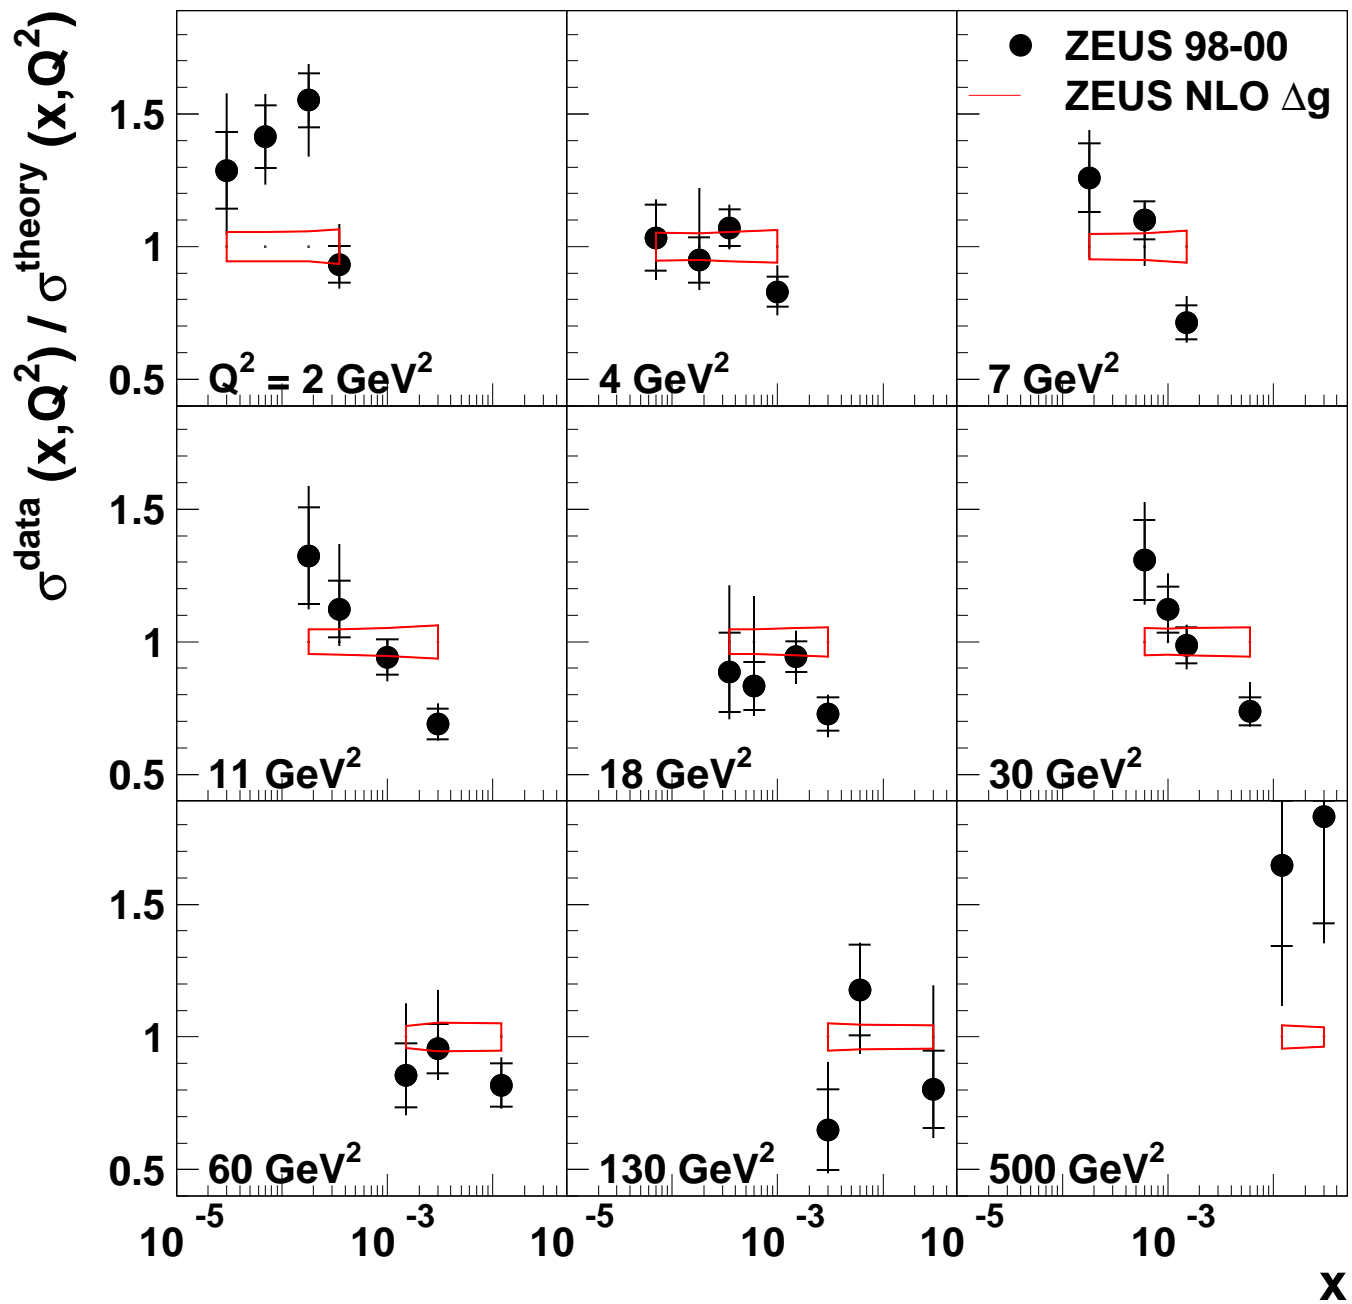 σ^data (x,Q^2) / σ^theory (x,Q^2)
ZEUS 98-00
ZEUS NLO Δg
1.5
1
0.5
Q^2 = 2 GeV^2
4 GeV^2
7 GeV^2
1.5
1
0.5
11 GeV^2
18 GeV^2
30 GeV^2
1.5
1
0.5
60 GeV^2
130 GeV^2
500 GeV^2
10^-5 10^-3 10^-5 10^-3 10^-5 10^-3
x